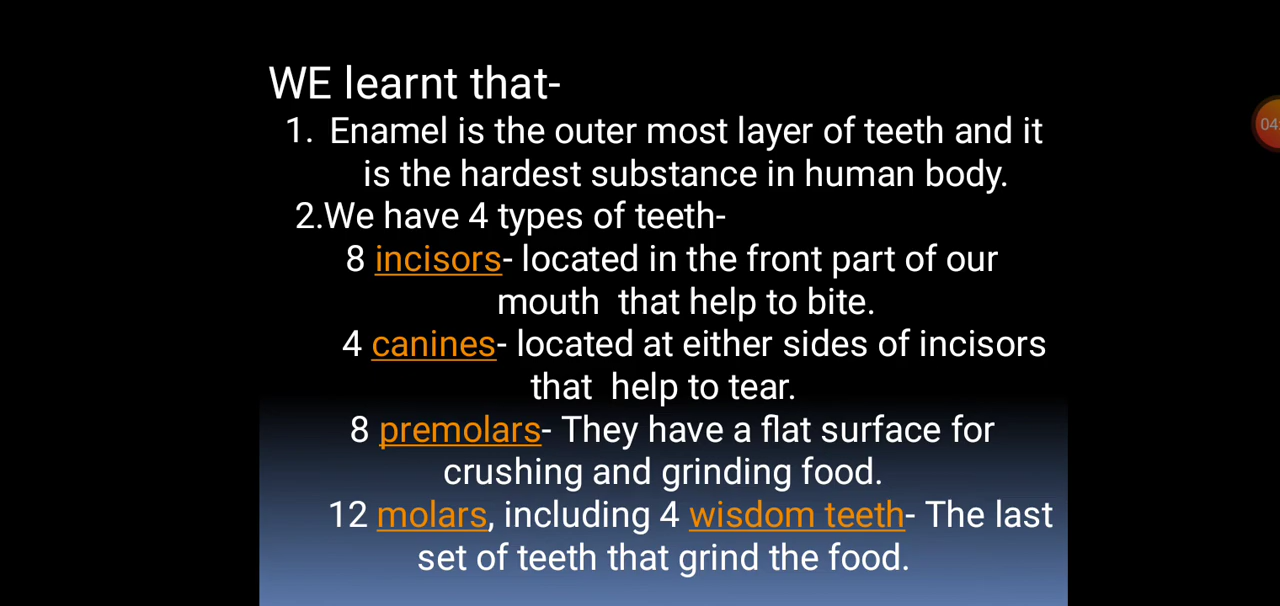 WE learnt that-
1. Enamel is the outer most layer of teeth and it
is the hardest substance in human body.
2.We have 4 types of teeth-
8 incisors- located in the front part of our
mouth that help to bite.
4 canines- located at either sides of incisors
that help to tear.
8 premolars- They have a flat surface for
crushing and grinding food.
12 molars, including 4 wisdom teeth- The last
set of teeth that grind the food.